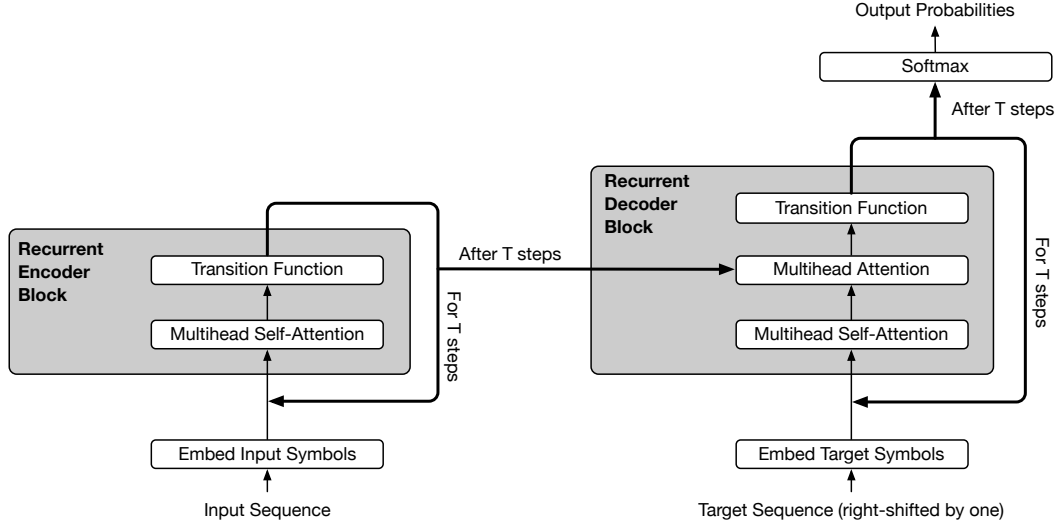 Output Probabilities
Softmax
After T steps
Recurrent
Decoder
Block
Transition Function
Multihead Attention
Multihead Self-Attention
For T steps
Embed Target Symbols
Target Sequence (right-shifted by one)
After T steps
Recurrent
Encoder
Block
Transition Function
Multihead Self-Attention
For T steps
Embed Input Symbols
Input Sequence